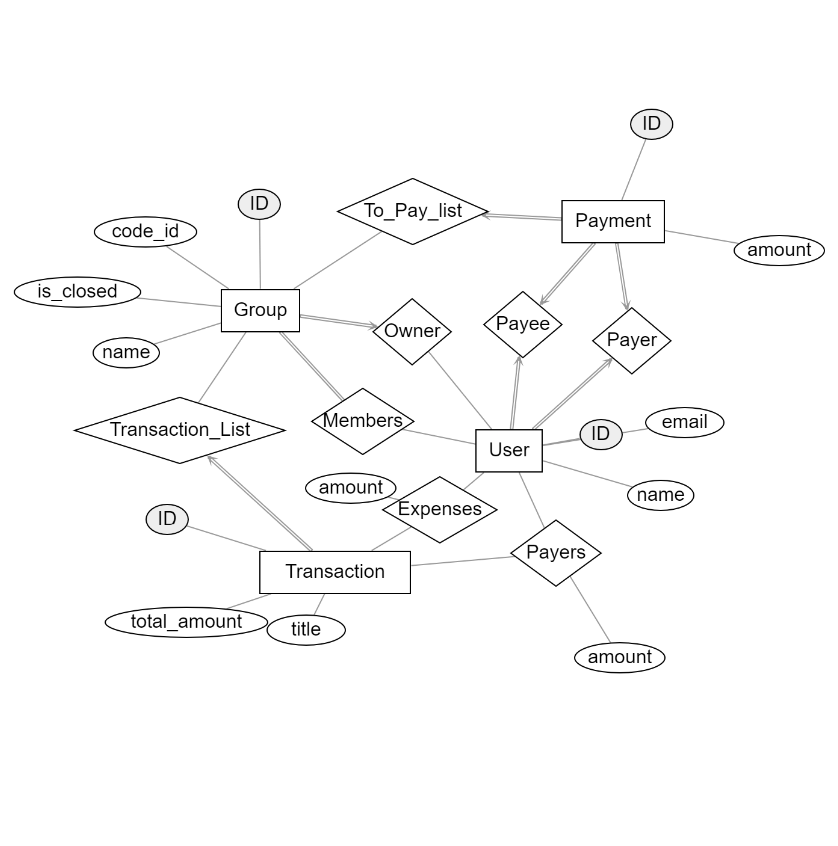 ID
To_Pay_list
Payment
ID
code_id
amount
is_closed
Group
Owner
Payee
Payer
name
Members
Transaction_List
email
ID
User
name
amount
Expenses
ID
Payers
Transaction
total_amount
title
amount